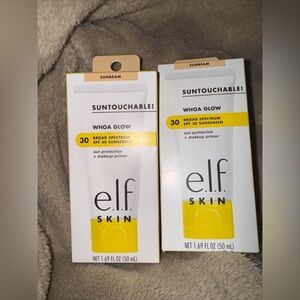 SUNBEAM
SUNTOUCHABLE!
WHOA GLOW
30 BROAD SPECTRUM
SPF 30 SUNSCREEN
sun protection
+ makeup primer
e.l.f.
SKIN
NET 1.69 FL OZ (50 mL)
SUNBEAM
SUNTOUCHABLE!
WHOA GLOW
30 BROAD SPECTRUM
SPF 30 SUNSCREEN
sun protection
+ makeup primer
e.l.f.
SKIN
NET 1.69 FL OZ (50 mL)